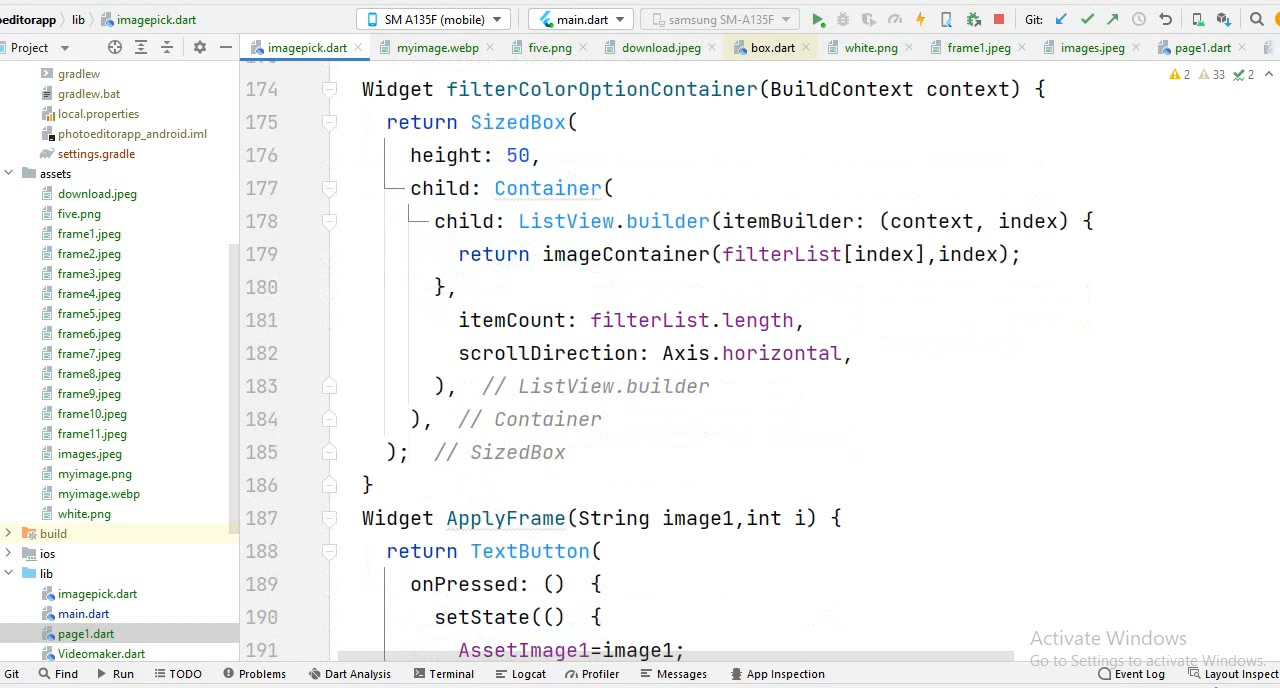 editorapp lib imagepick.dart SM A135F (mobile) main.dart samsung SM-A135F Git:
Project imagepick.dart myimage.webp five.png download.jpeg box.dart white.png frame1.jpeg images.jpeg page1.dart
gradlew
gradlew.bat
local.properties
photoeditorapp_android.iml
settings.gradle
assets
download.jpeg
five.png
frame1.jpeg
frame2.jpeg
frame3.jpeg
frame4.jpeg
frame5.jpeg
frame6.jpeg
frame7.jpeg
frame8.jpeg
frame9.jpeg
frame10.jpeg
frame11.jpeg
images.jpeg
myimage.png
myimage.webp
white.png
build
ios
lib
imagepick.dart
main.dart
page1.dart
Videomaker.dart
2 33 2
174 Widget filterColorOptionContainer(BuildContext context) {
175 return SizedBox(
176 height: 50,
177 child: Container(
178 child: ListView.builder(itemBuilder: (context, index) {
179 return imageContainer(filterList[index],index);
180 },
181 itemCount: filterList.length,
182 scrollDirection: Axis.horizontal,
183 ), // ListView.builder
184 ), // Container
185 ); // SizedBox
186 }
187 Widget ApplyFrame(String image1,int i) {
188 return TextButton(
189 onPressed: () {
190 setState(() {
191 AssetImage1=image1;
Activate Windows
Go to Settings to activate Windows.
Git Find Run TODO Problems Dart Analysis Terminal Logcat Profiler Messages App Inspection Event Log Layout Inspect